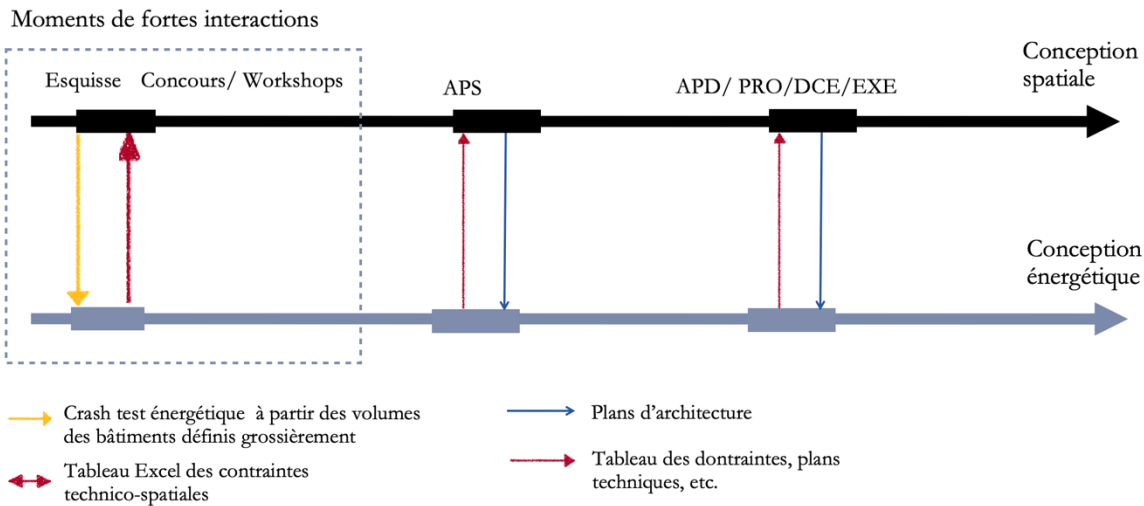 Moments de fortes interactions
Esquisse
Concours/ Workshops
APS
APD/ PRO/DCE/EXE
Conception
spatiale
Conception
énergétique
Crash test énergétique à partir des volumes
des bâtiments définis grossièrement
Plans d'architecture
Tableau Excel des contraintes
technico-spatiales
Tableau des dontraintes, plans
techniques, etc.